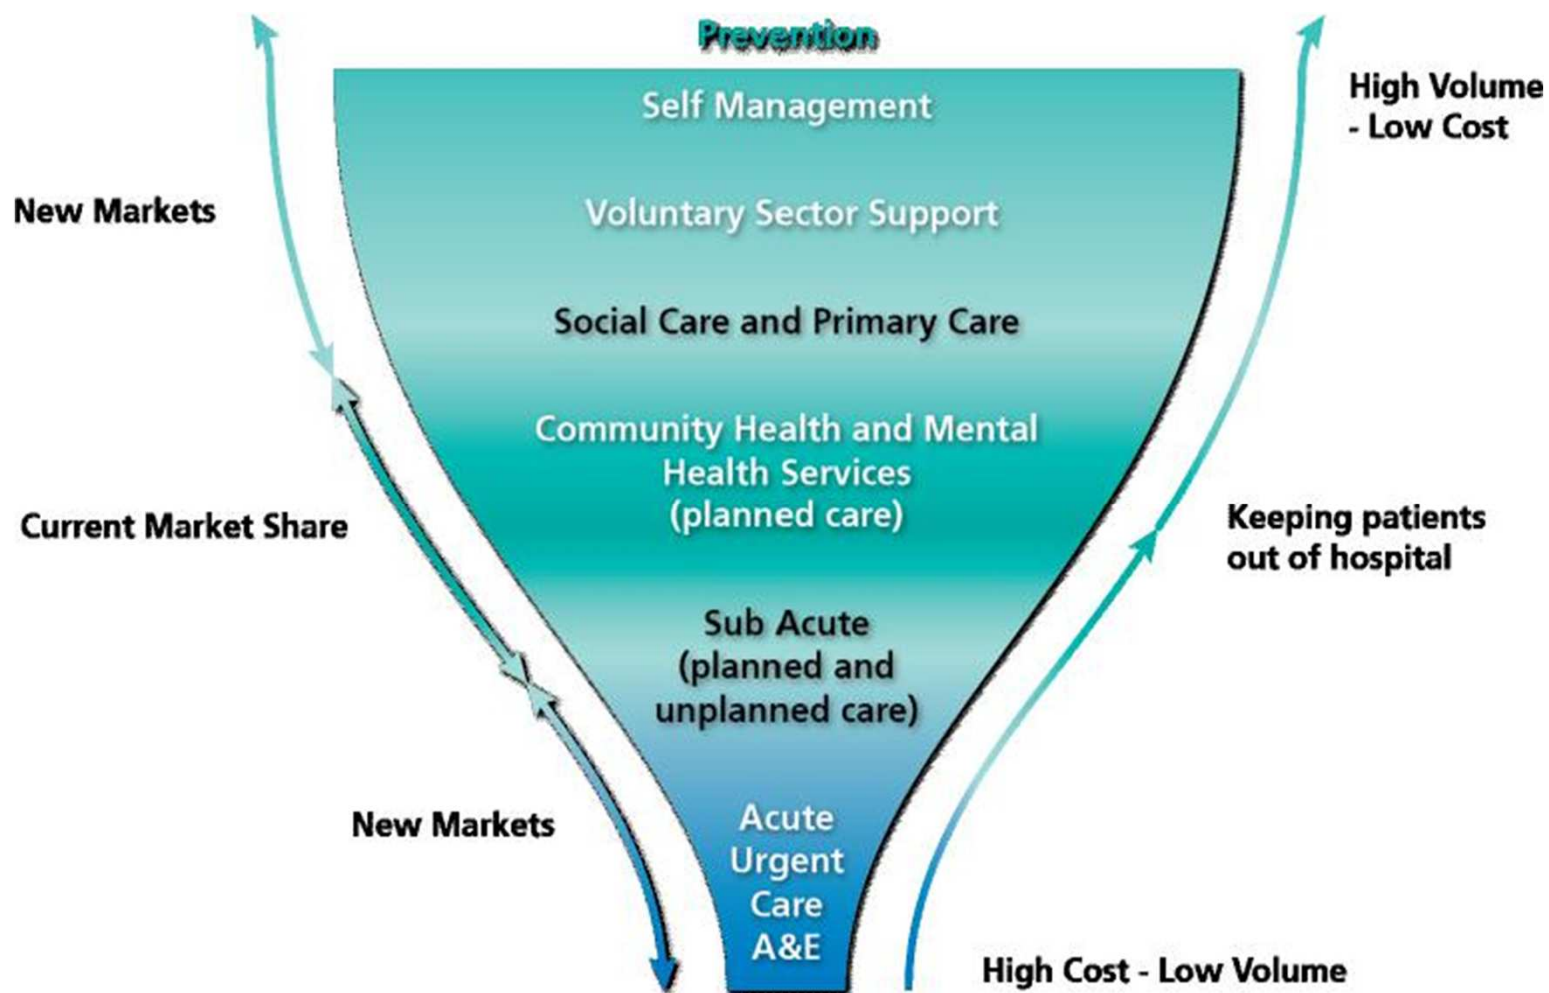 Prevention
Self Management
High Volume
- Low Cost
New Markets
Voluntary Sector Support
Social Care and Primary Care
Community Health and Mental
Health Services
(planned care)
Current Market Share
Keeping patients
out of hospital
Sub Acute
(planned and
unplanned care)
New Markets
Acute
Urgent
Care
A&E
High Cost - Low Volume